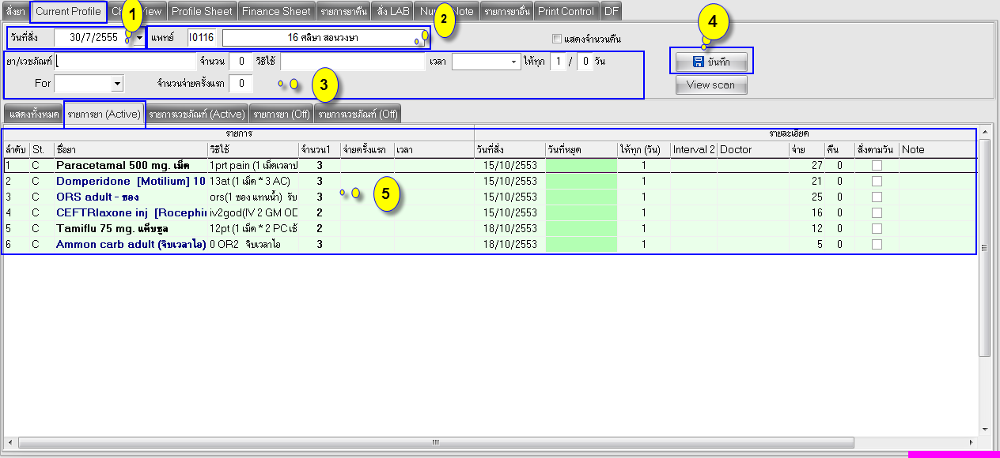 สั่งยา Current Profile Profile Sheet Finance Sheet รายการยาคืน สั่ง LAB รายการยาอื่น Print Control DF
1 2 4
วันที่สั่ง 30/7/2555 แพทย์ I0116 16 ศลิษา สอนวงษา แสดงจำนวนคืน
ยา/เวชภัณฑ์ จำนวน 0 วิธีใช้ เวลา ให้ทุก 1 / 0 วัน บันทึก
For จำนวนจ่ายครั้งแรก 0 3 View scan
แสดงทั้งหมด รายการยา (Active) รายการเวชภัณฑ์ (Active) รายการยา (Off) รายการเวชภัณฑ์ (Off)
รายการ รายละเอียด
ลำดับ St. ชื่อยา วิธีใช้ จำนวน1 จ่ายครั้งแรก เวลา วันที่สั่ง วันที่หยุด ให้ทุก (วัน) Interval 2 Doctor จ่าย คืน สั่งตามวัน Note
1 C Paracetamal 500 mg. เม็ด 1prt pain (1 เม็ดเวลาป 3 15/10/2553 1 27 0
2 C Domperidone [Motilium] 10 13at (1 เม็ด * 3 AC) 3 15/10/2553 1 21 0
3 C ORS adult - ซอง ors(1 ซอง แทนน้ำ) รับ 3 5 15/10/2553 1 25 0
4 C CEFTRIaxone inj [Rocephi iv2god(IV 2 GM OD 2 15/10/2553 1 16 0
5 C Tamiflu 75 mg. แค็บซูล 12pt (1 เม็ด * 2 PC เช้ 2 18/10/2553 1 12 0
6 C Ammon carb adult (จิบเวลาไอ) 0 OR2 จิบเวลาไอ 3 18/10/2553 1 5 0